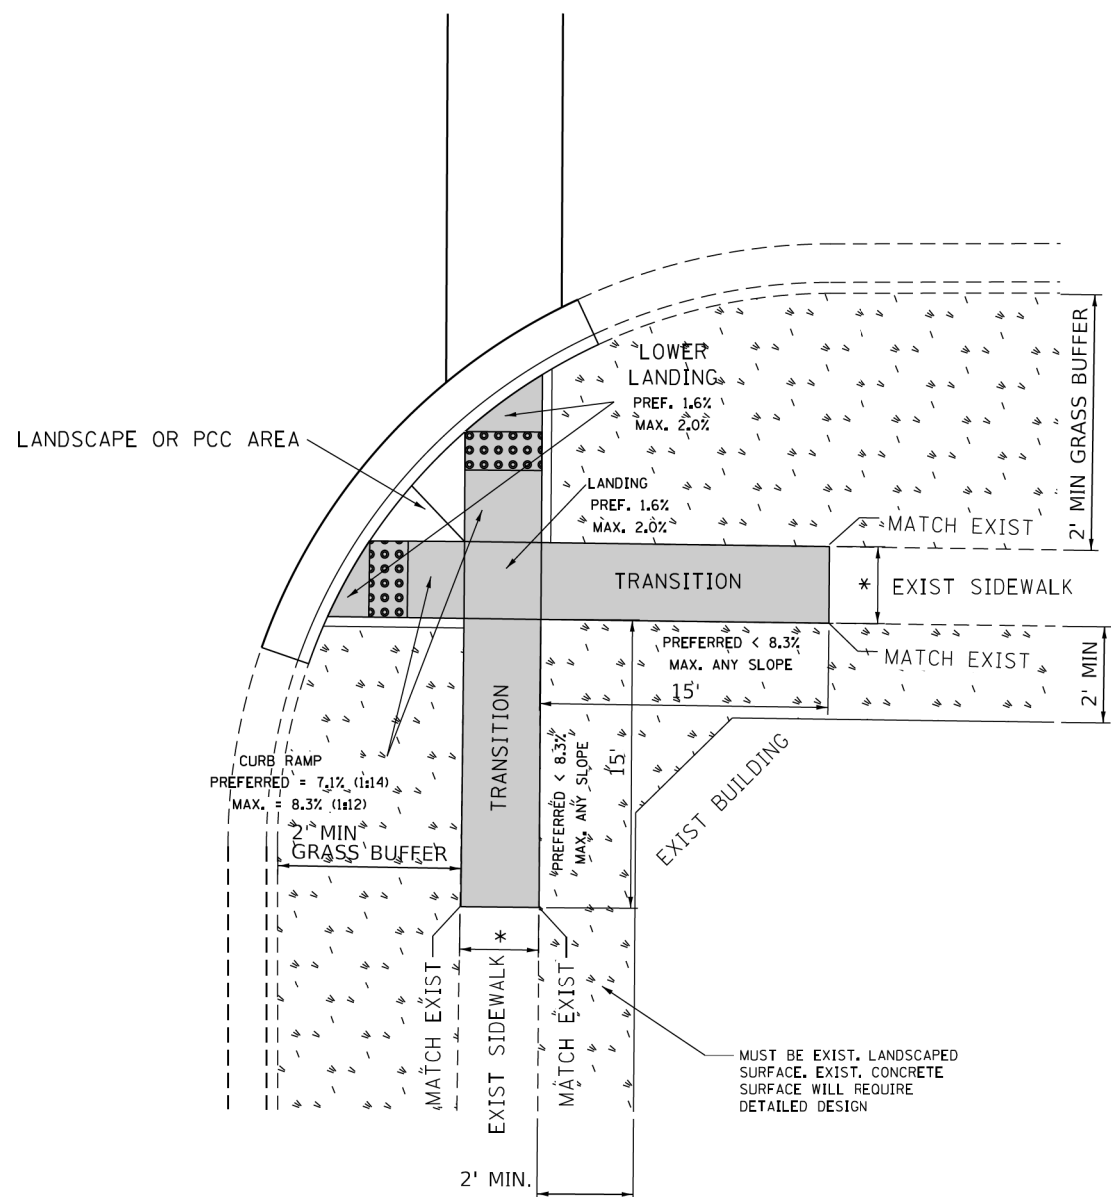 LOWER
LANDING
PREF. 1.6%
MAX. 2.0%
2' MIN GRASS BUFFER
LANDSCAPE OR PCC AREA
LANDING
PREF. 1.6%
MAX. 2.0%
MATCH EXIST
TRANSITION
* EXIST SIDEWALK
PREFERRED < 8.3%
MAX. ANY SLOPE
MATCH EXIST
15'
2' MIN
TRANSITION
PREFERRED < 8.3%
MAX. ANY SLOPE
15'
EXIST BUILDING
CURB RAMP
PREFERRED = 7.1% (1:14)
MAX. = 8.3% (1:12)
2' MIN
GRASS BUFFER
MATCH EXIST
EXIST SIDEWALK *
MATCH EXIST
MUST BE EXIST. LANDSCAPED
SURFACE. EXIST. CONCRETE
SURFACE WILL REQUIRE
DETAILED DESIGN
2' MIN.